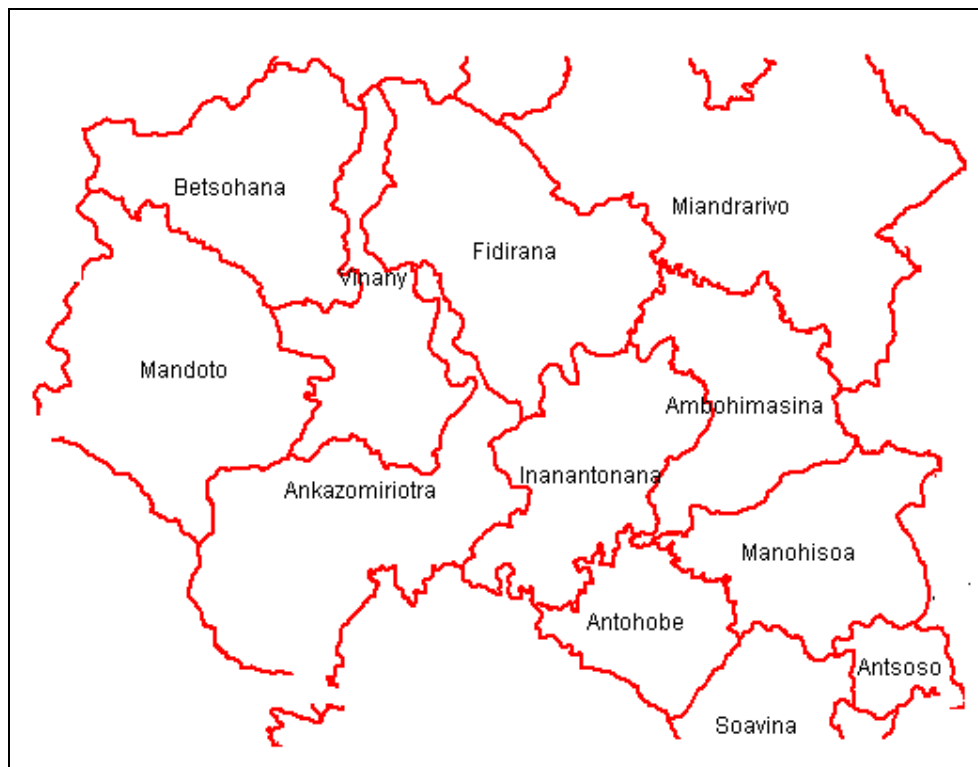 Betsohana
Miandrarivo
Fidirana
Vinany
Mandoto
Ambohimasina
Inanantonana
Ankazomiriotra
Manohisoa
Antohobe
Antsoso
Soavina